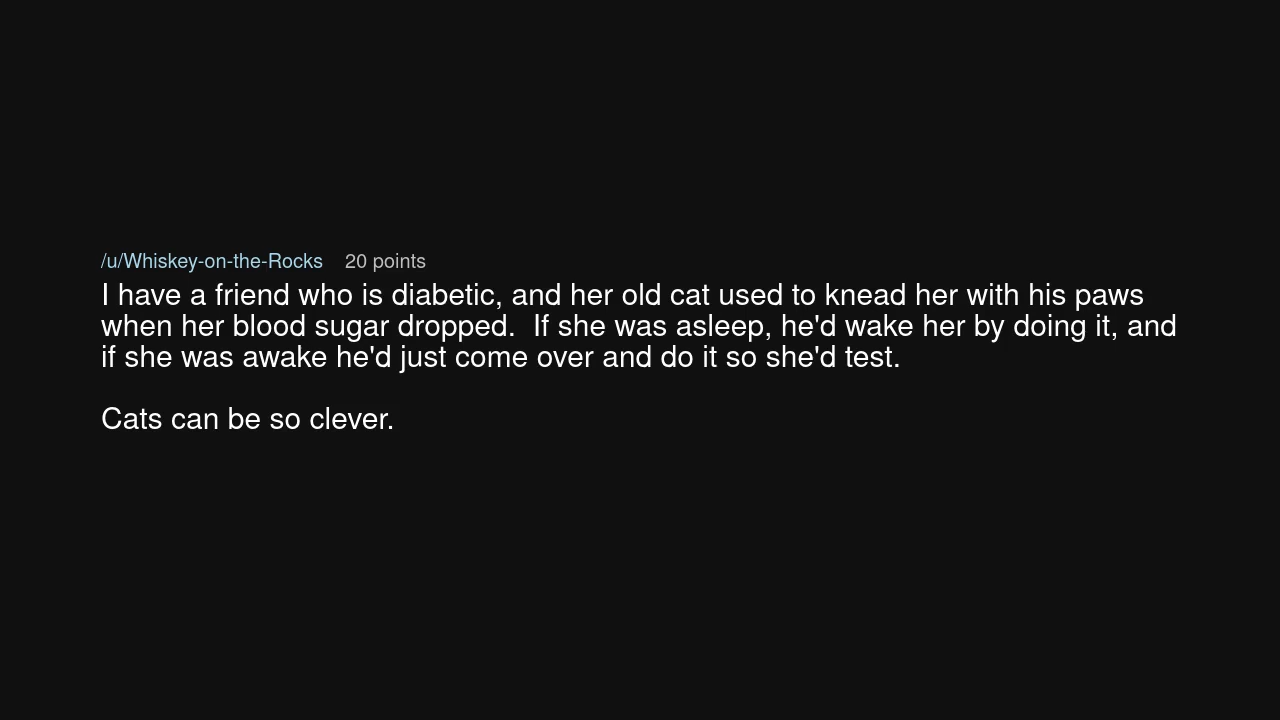 /u/Whiskey-on-the-Rocks 20 points
I have a friend who is diabetic, and her old cat used to knead her with his paws
when her blood sugar dropped.  If she was asleep, he'd wake her by doing it, and
if she was awake he'd just come over and do it so she'd test.
Cats can be so clever.